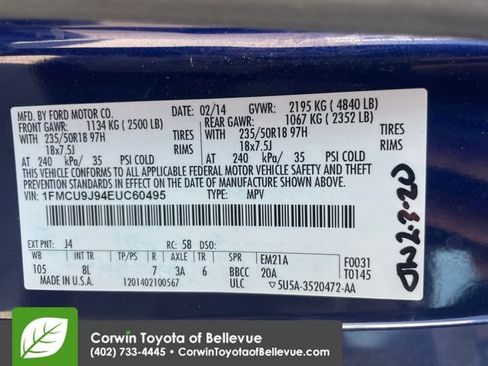 MFD. BY FORD MOTOR CO.
DATE: 02/14 GVWR: 2195 KG ( 4840 LB)
FRONT GAWR: 1134 KG ( 2500 LB) REAR GAWR: 1067 KG ( 2352 LB)
WITH 235/50R18 97H TIRES WITH 235/50R18 97H TIRES
18x7.5J RIMS 18x7.5J RIMS
AT 240 kPa/ 35 PSI COLD AT 240 kPa/ 35 PSI COLD
THIS VEHICLE CONFORMS TO ALL APPLICABLE FEDERAL MOTOR VEHICLE SAFETY AND BUMPER STANDARDS IN EFFECT ON THE DATE OF MANUFACTURE SHOWN ABOVE.
VIN: 1FMCU9J94EUC60495 TYPE: MPV
EXT PNT: J4 RC: 58 DSO:
WB INT TR TP/PS R AXLE TR SPR EM21A F0031
105 8L 7 3A 6 BBCC 20A T0145
MADE IN U.S.A. 1201402100567 ULC 5U5A-3520472-AA
Corwin Toyota of Bellevue
(402) 733-4445 • CorwinToyotaofBellevue.com